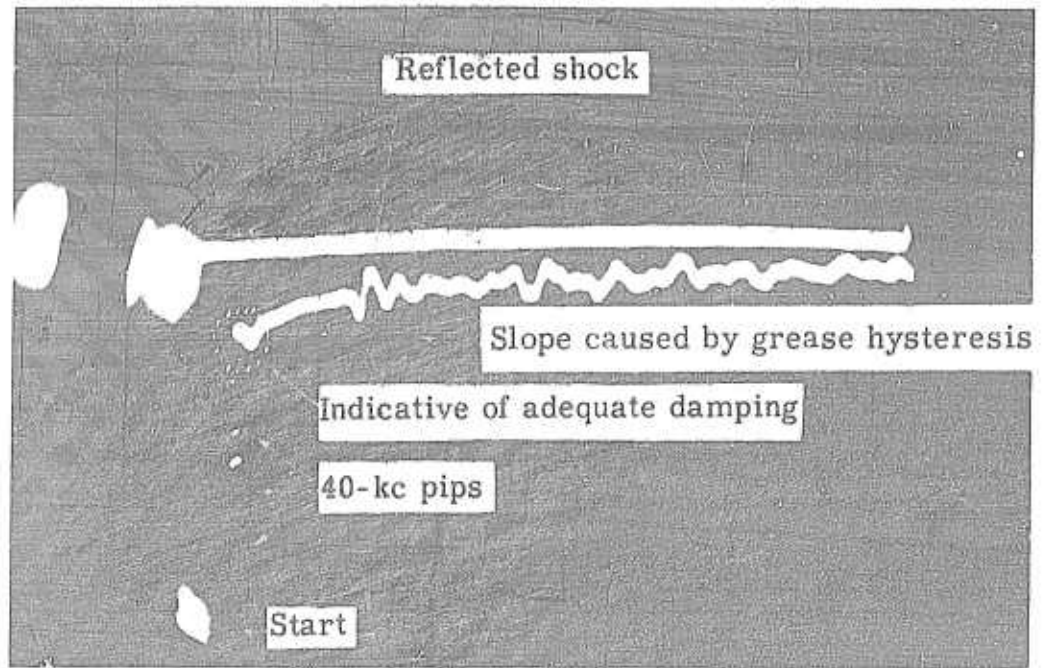 Reflected shock
Slope caused by grease hysteresis
Indicative of adequate damping
40-kc pips
Start